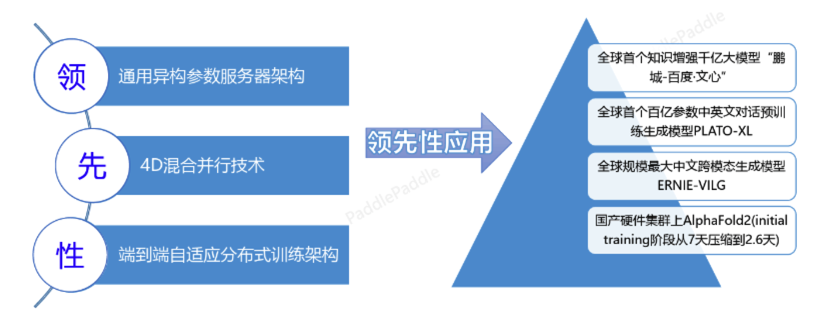 领
通用异构参数服务器架构
先
4D混合并行技术
性
端到端自适应分布式训练架构
领先性应用
全球首个知识增强千亿大模型“鹏
城-百度·文心”
全球首个百亿参数中英文对话预训
练生成模型PLATO-XL
全球规模最大中文跨模态生成模型
ERNIE-VILG
国产硬件集群上AlphaFold2(initial
training阶段从7天压缩到2.6天)
PaddlePaddle
PaddlePaddle